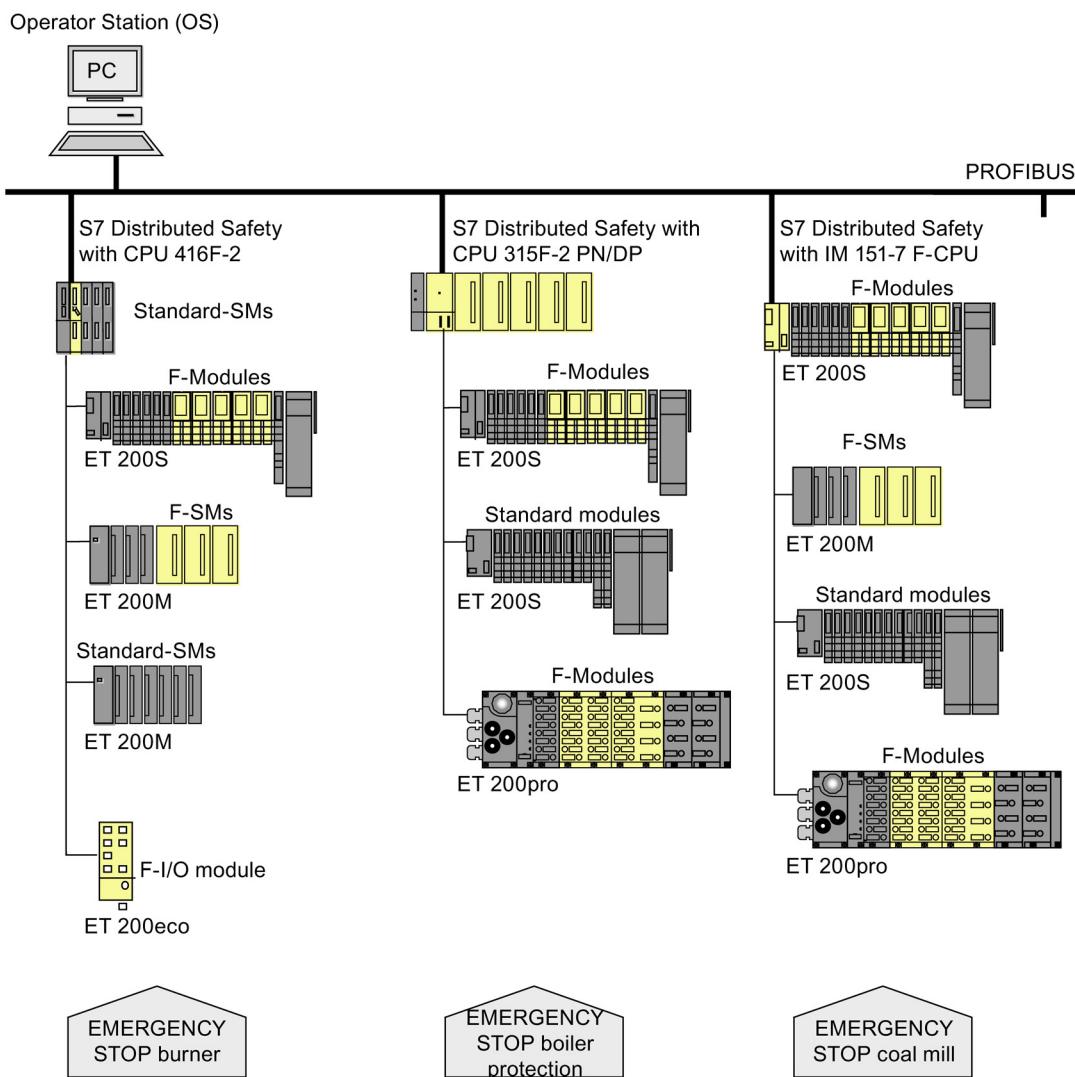 Operator Station (OS)
PC
PROFIBUS
S7 Distributed Safety
with CPU 416F-2
Standard-SMs
F-Modules
ET 200S
F-SMs
ET 200M
Standard-SMs
ET 200M
F-I/O module
ET 200eco
EMERGENCY
STOP burner
S7 Distributed Safety with
CPU 315F-2 PN/DP
F-Modules
ET 200S
Standard modules
ET 200S
F-Modules
ET 200pro
EMERGENCY
STOP boiler
protection
S7 Distributed Safety
with IM 151-7 F-CPU
F-Modules
ET 200S
F-SMs
ET 200M
Standard modules
ET 200S
F-Modules
ET 200pro
EMERGENCY
STOP coal mill